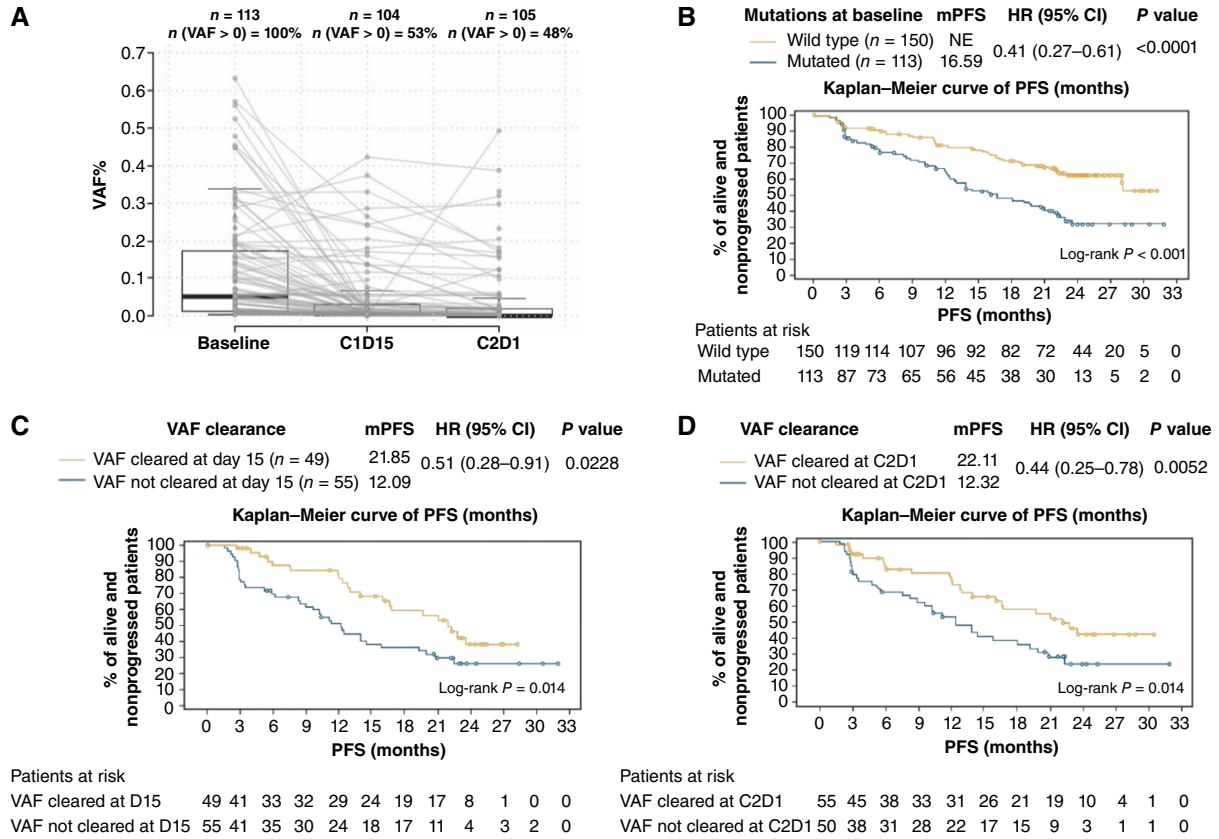 A
n = 113 n = 104 n = 105
n (VAF > 0) = 100% n (VAF > 0) = 53% n (VAF > 0) = 48%
VAF%
0.7
0.6
0.5
0.4
0.3
0.2
0.1
0.0
Baseline C1D15 C2D1
B
Mutations at baseline mPFS HR (95% CI) P value
Wild type (n = 150) NE 0.41 (0.27–0.61) <0.0001
Mutated (n = 113) 16.59
Kaplan–Meier curve of PFS (months)
% of alive and
nonprogressed patients
100
90
80
70
60
50
40
30
20
10
0
Log-rank P < 0.001
0 3 6 9 12 15 18 21 24 27 30 33
PFS (months)
Patients at risk
Wild type 150 119 114 107 96 92 82 72 44 20 5 0
Mutated 113 87 73 65 56 45 38 30 13 5 2 0
C
VAF clearance mPFS HR (95% CI) P value
VAF cleared at day 15 (n = 49) 21.85 0.51 (0.28–0.91) 0.0228
VAF not cleared at day 15 (n = 55) 12.09
Kaplan–Meier curve of PFS (months)
% of alive and
nonprogressed patients
100
90
80
70
60
50
40
30
20
10
0
Log-rank P = 0.014
0 3 6 9 12 15 18 21 24 27 30 33
PFS (months)
Patients at risk
VAF cleared at D15 49 41 33 32 29 24 19 17 8 1 0 0
VAF not cleared at D15 55 41 35 30 24 18 17 11 4 3 2 0
D
VAF clearance mPFS HR (95% CI) P value
VAF cleared at C2D1 22.11 0.44 (0.25–0.78) 0.0052
VAF not cleared at C2D1 12.32
Kaplan–Meier curve of PFS (months)
% of alive and
nonprogressed patients
100
90
80
70
60
50
40
30
20
10
0
Log-rank P = 0.014
0 3 6 9 12 15 18 21 24 27 30 33
PFS (months)
Patients at risk
VAF cleared at C2D1 55 45 38 33 31 26 21 19 10 4 1 0
VAF not cleared at C2D1 50 38 31 28 22 17 15 9 3 1 1 0